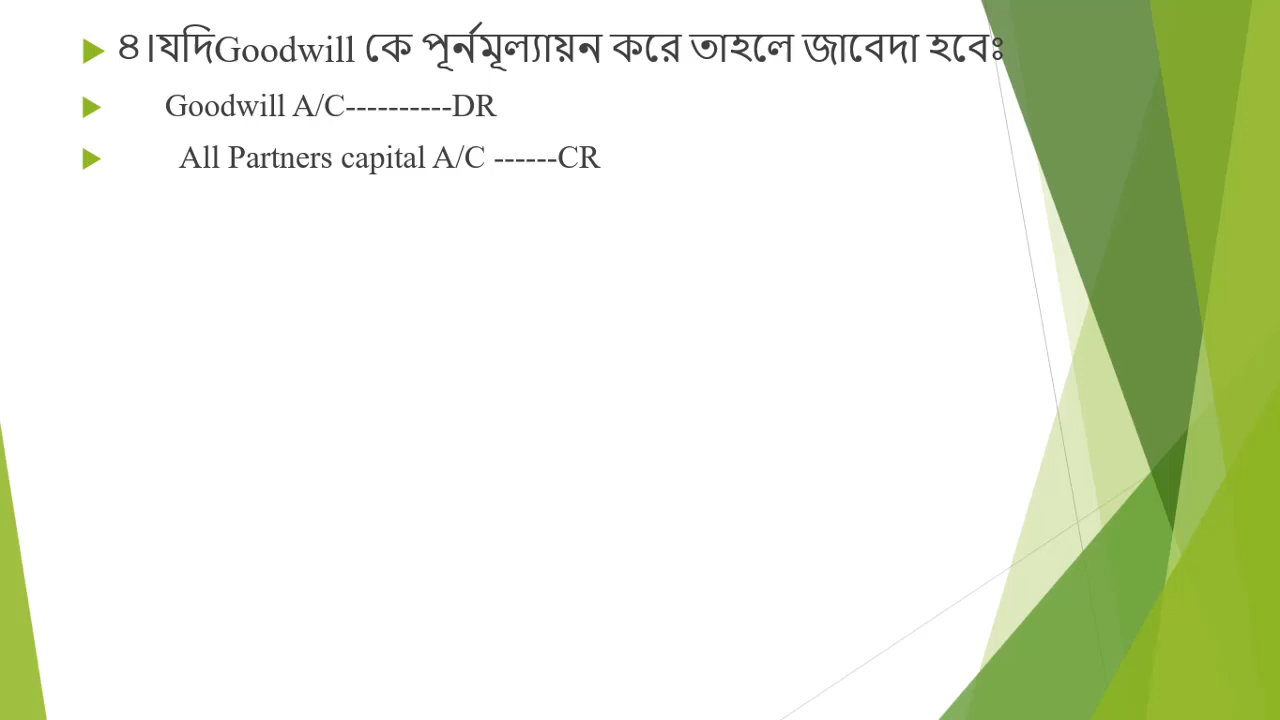 ৪।যদিGoodwill কে পূর্নমূল্যায়ন করে তাহলে জাবেদা হবেঃ
Goodwill A/C----------DR
All Partners capital A/C ------CR